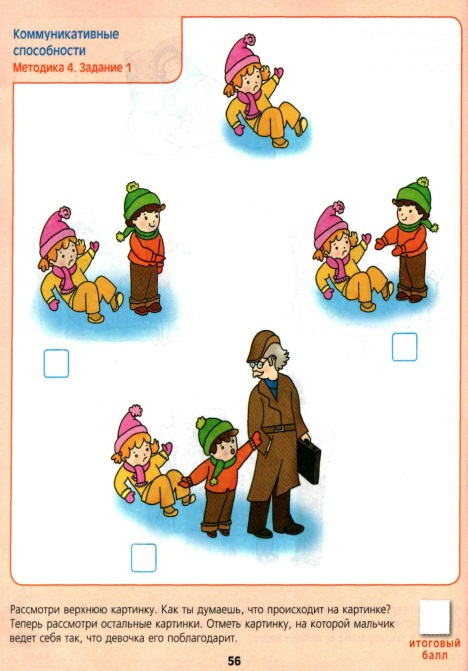 Коммуникативные
способности
Методика 4. Задание 1
Рассмотри верхнюю картинку. Как ты думаешь, что происходит на картинке?
Теперь рассмотри остальные картинки. Отметь картинку, на которой мальчик
ведет себя так, что девочка его поблагодарит.
итоговый
балл
56